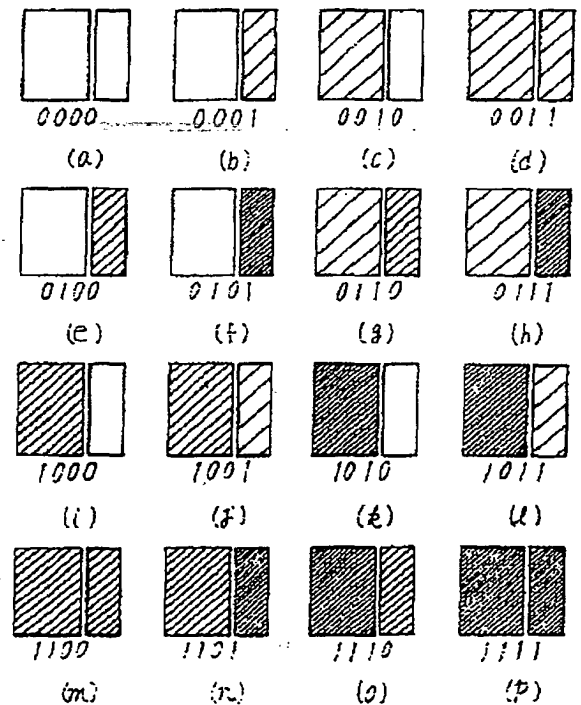 0000 0001 0010 0011
(a) (b) (c) (d)
0100 0101 0110 0111
(e) (f) (g) (h)
1000 1001 1010 1011
(i) (j) (k) (l)
1100 1101 1110 1111
(m) (n) (o) (p)